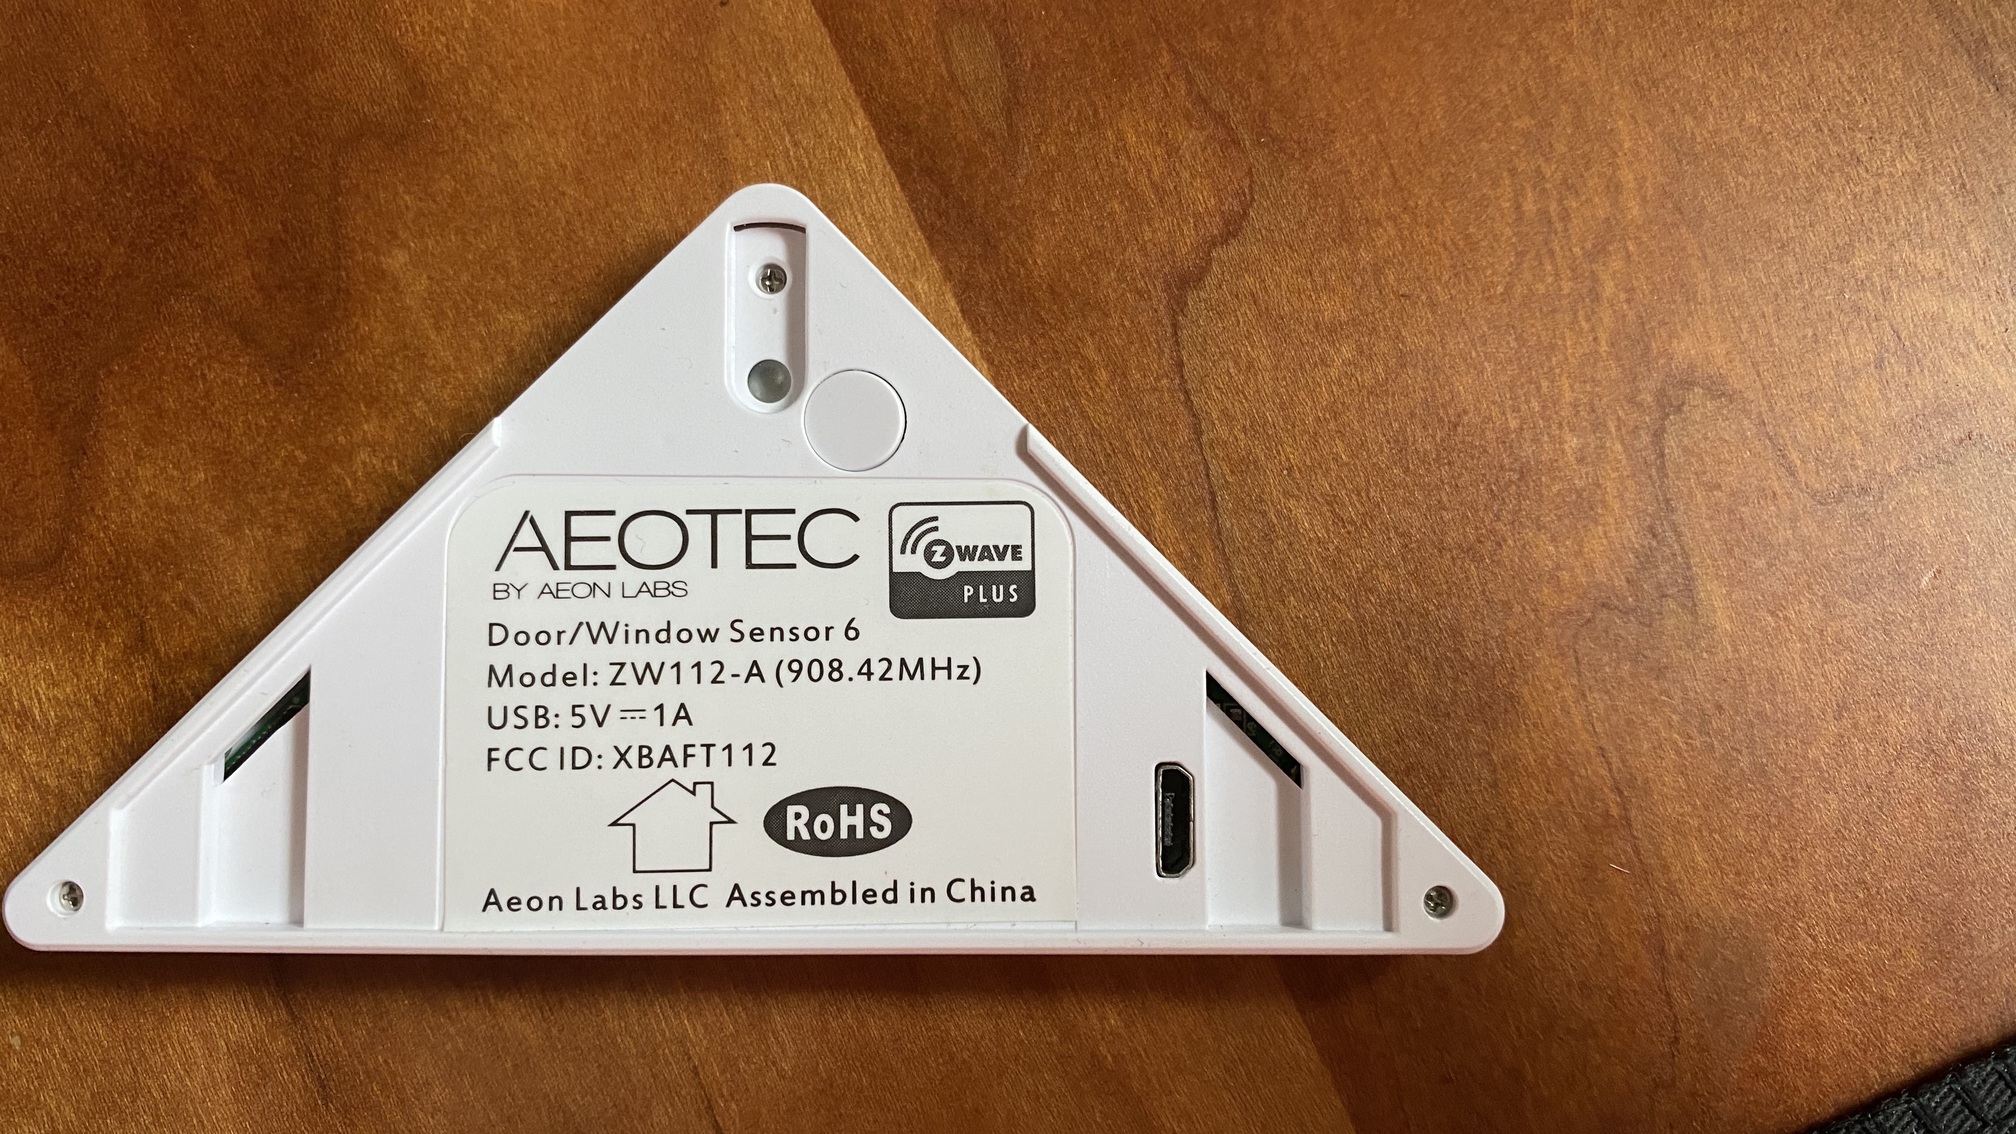 AEOTEC
BY AEON LABS
Z WAVE
PLUS
Door/Window Sensor 6
Model: ZW112-A (908.42MHz)
USB: 5V⎓1A
FCC ID: XBAFT112
RoHS
Aeon Labs LLC Assembled in China